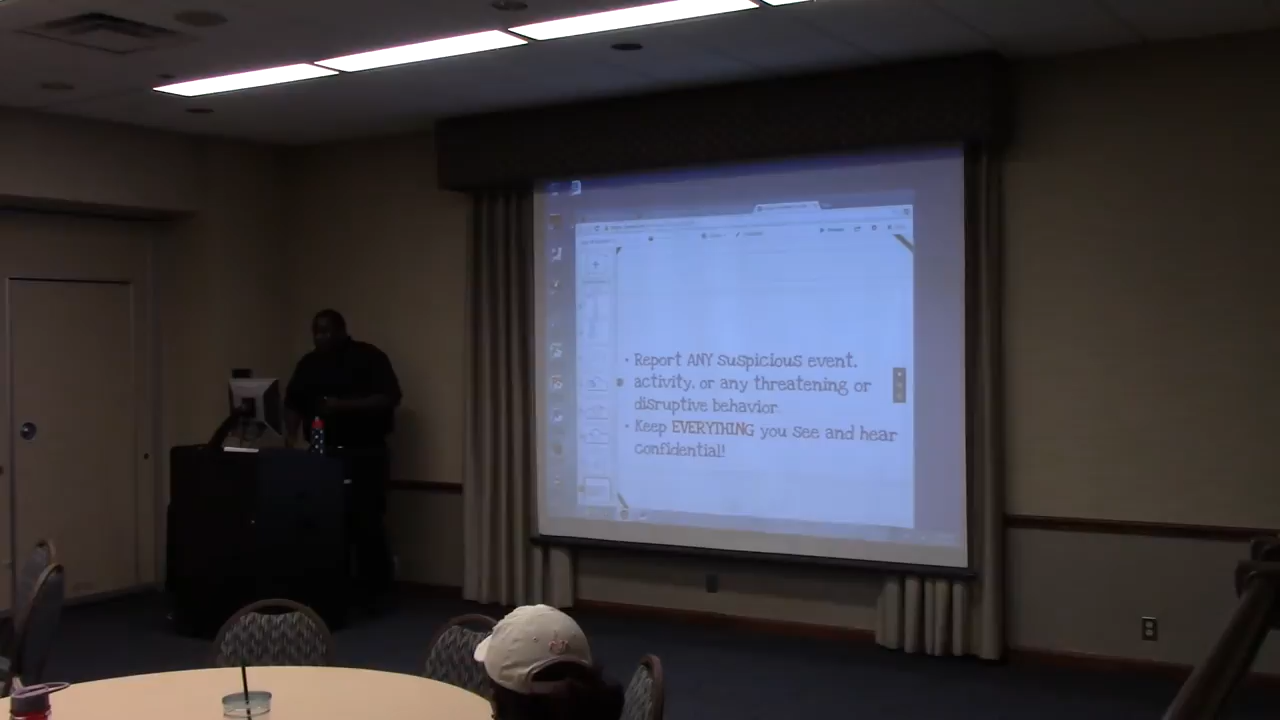 • Report ANY suspicious event,
activity, or any threatening or
disruptive behavior
• Keep EVERYTHING you see and hear
confidential!